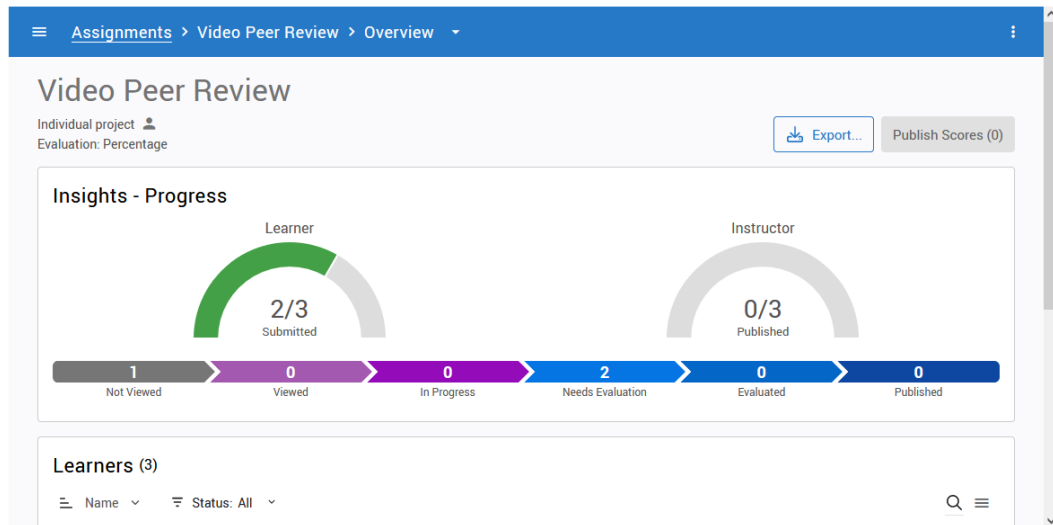 Assignments > Video Peer Review > Overview
Video Peer Review
Individual project
Evaluation: Percentage
Export...
Publish Scores (0)
Insights - Progress
Learner
2/3
Submitted
Instructor
0/3
Published
1
Not Viewed
0
Viewed
0
In Progress
2
Needs Evaluation
0
Evaluated
0
Published
Learners (3)
Name
Status: All